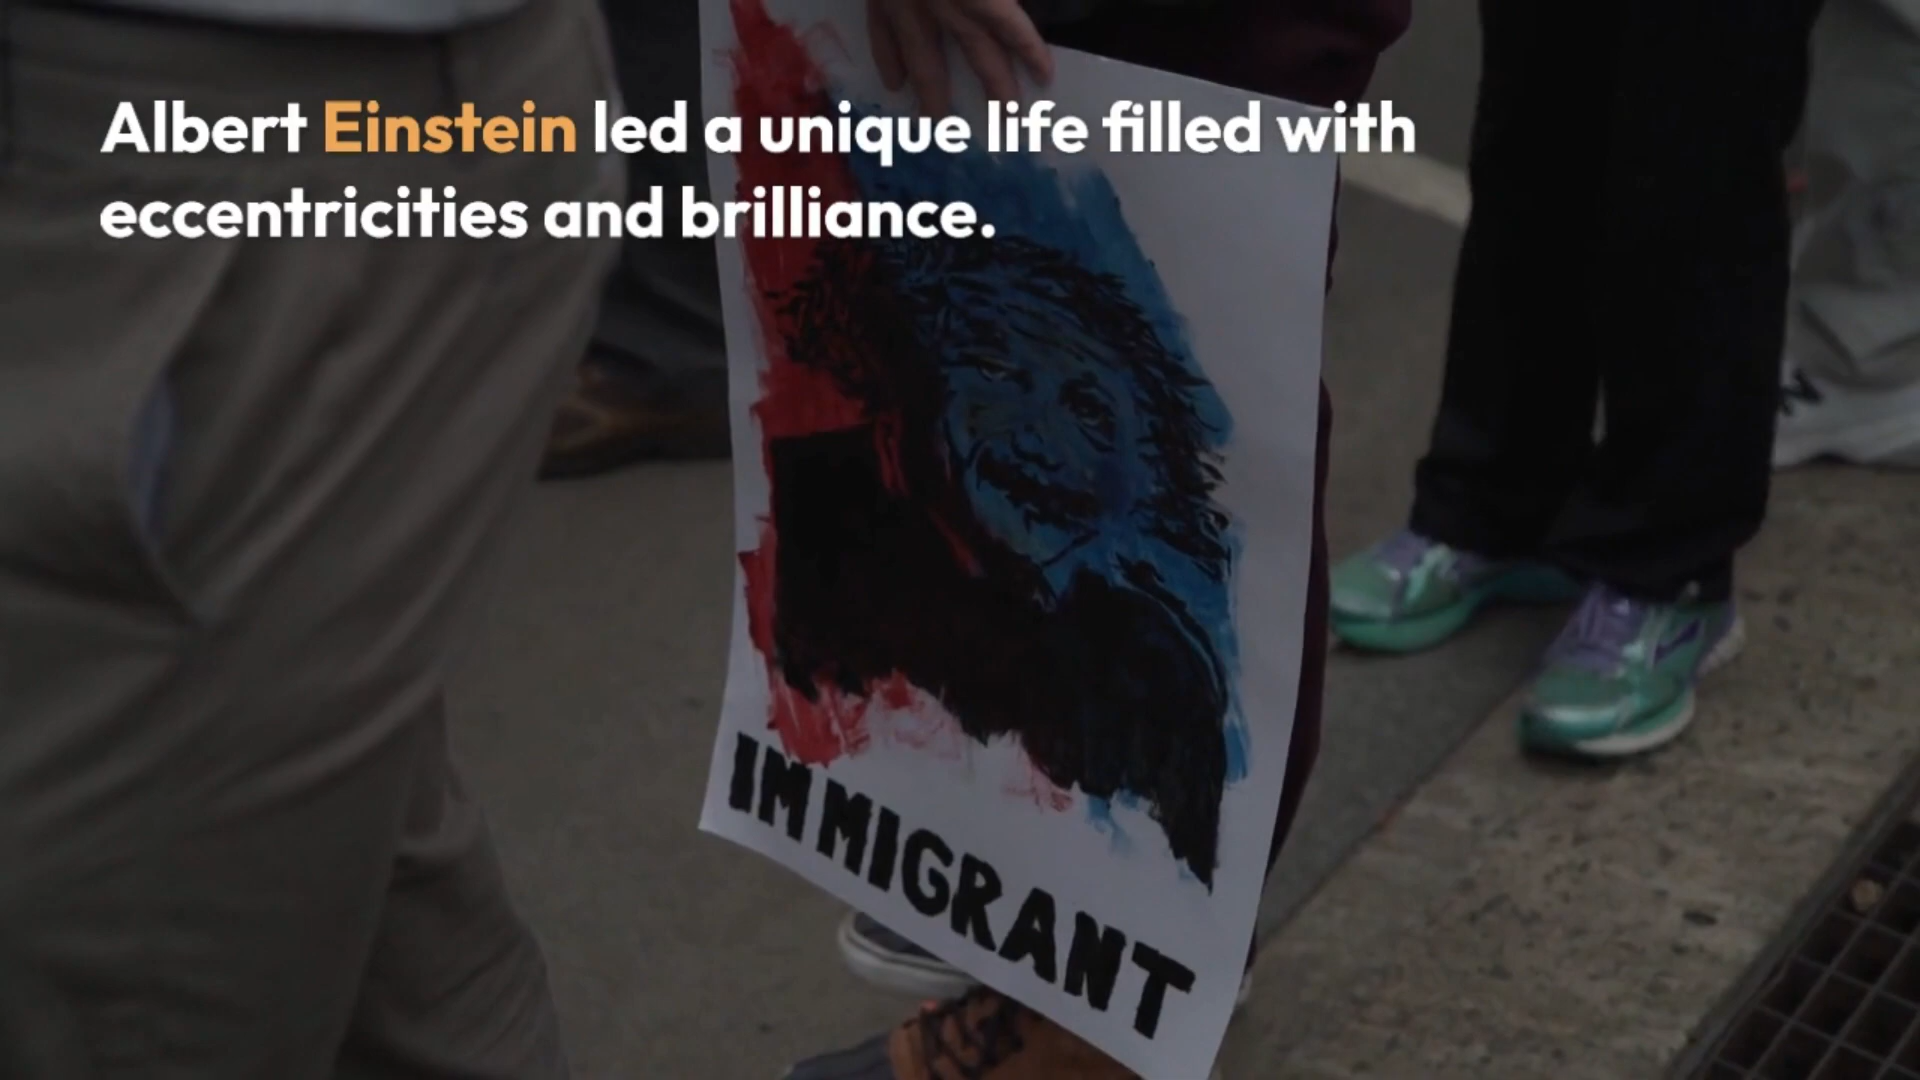 Albert Einstein led a unique life filled with
eccentricities and brilliance.
IMMIGRANT